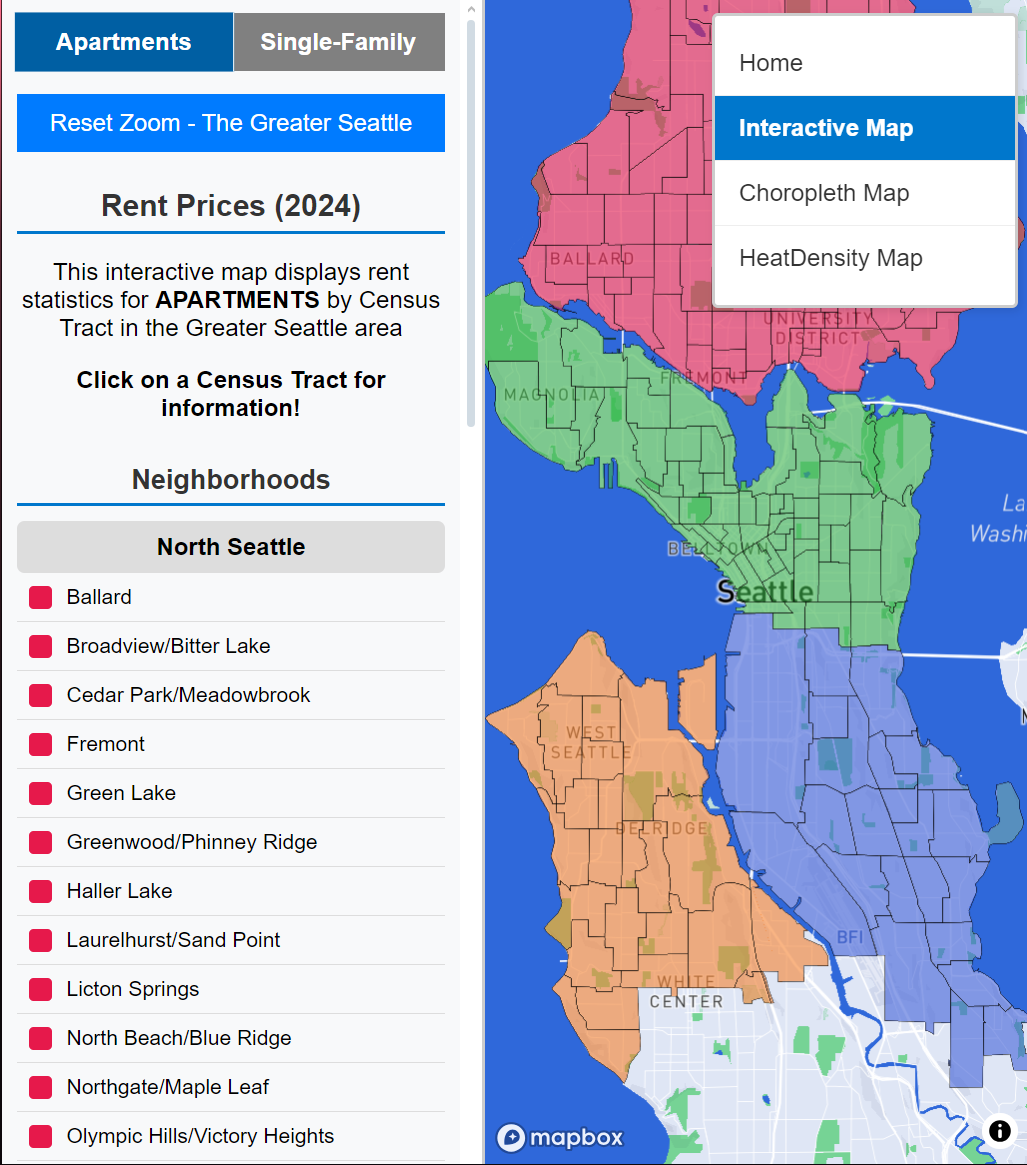 Apartments
Single-Family
Reset Zoom - The Greater Seattle
Rent Prices (2024)
This interactive map displays rent
statistics for APARTMENTS by Census
Tract in the Greater Seattle area
Click on a Census Tract for
information!
Neighborhoods
North Seattle
Ballard
Broadview/Bitter Lake
Cedar Park/Meadowbrook
Fremont
Green Lake
Greenwood/Phinney Ridge
Haller Lake
Laurelhurst/Sand Point
Licton Springs
North Beach/Blue Ridge
Northgate/Maple Leaf
Olympic Hills/Victory Heights
Home
Interactive Map
Choropleth Map
HeatDensity Map
BALLARD
UNIVERSITY
DISTRICT
FREMONT
MAGNOLIA
La
Washi
BELLTOWN
Seattle
WEST
SEATTLE
DELRIDGE
BFI
WHITE
CENTER
mapbox